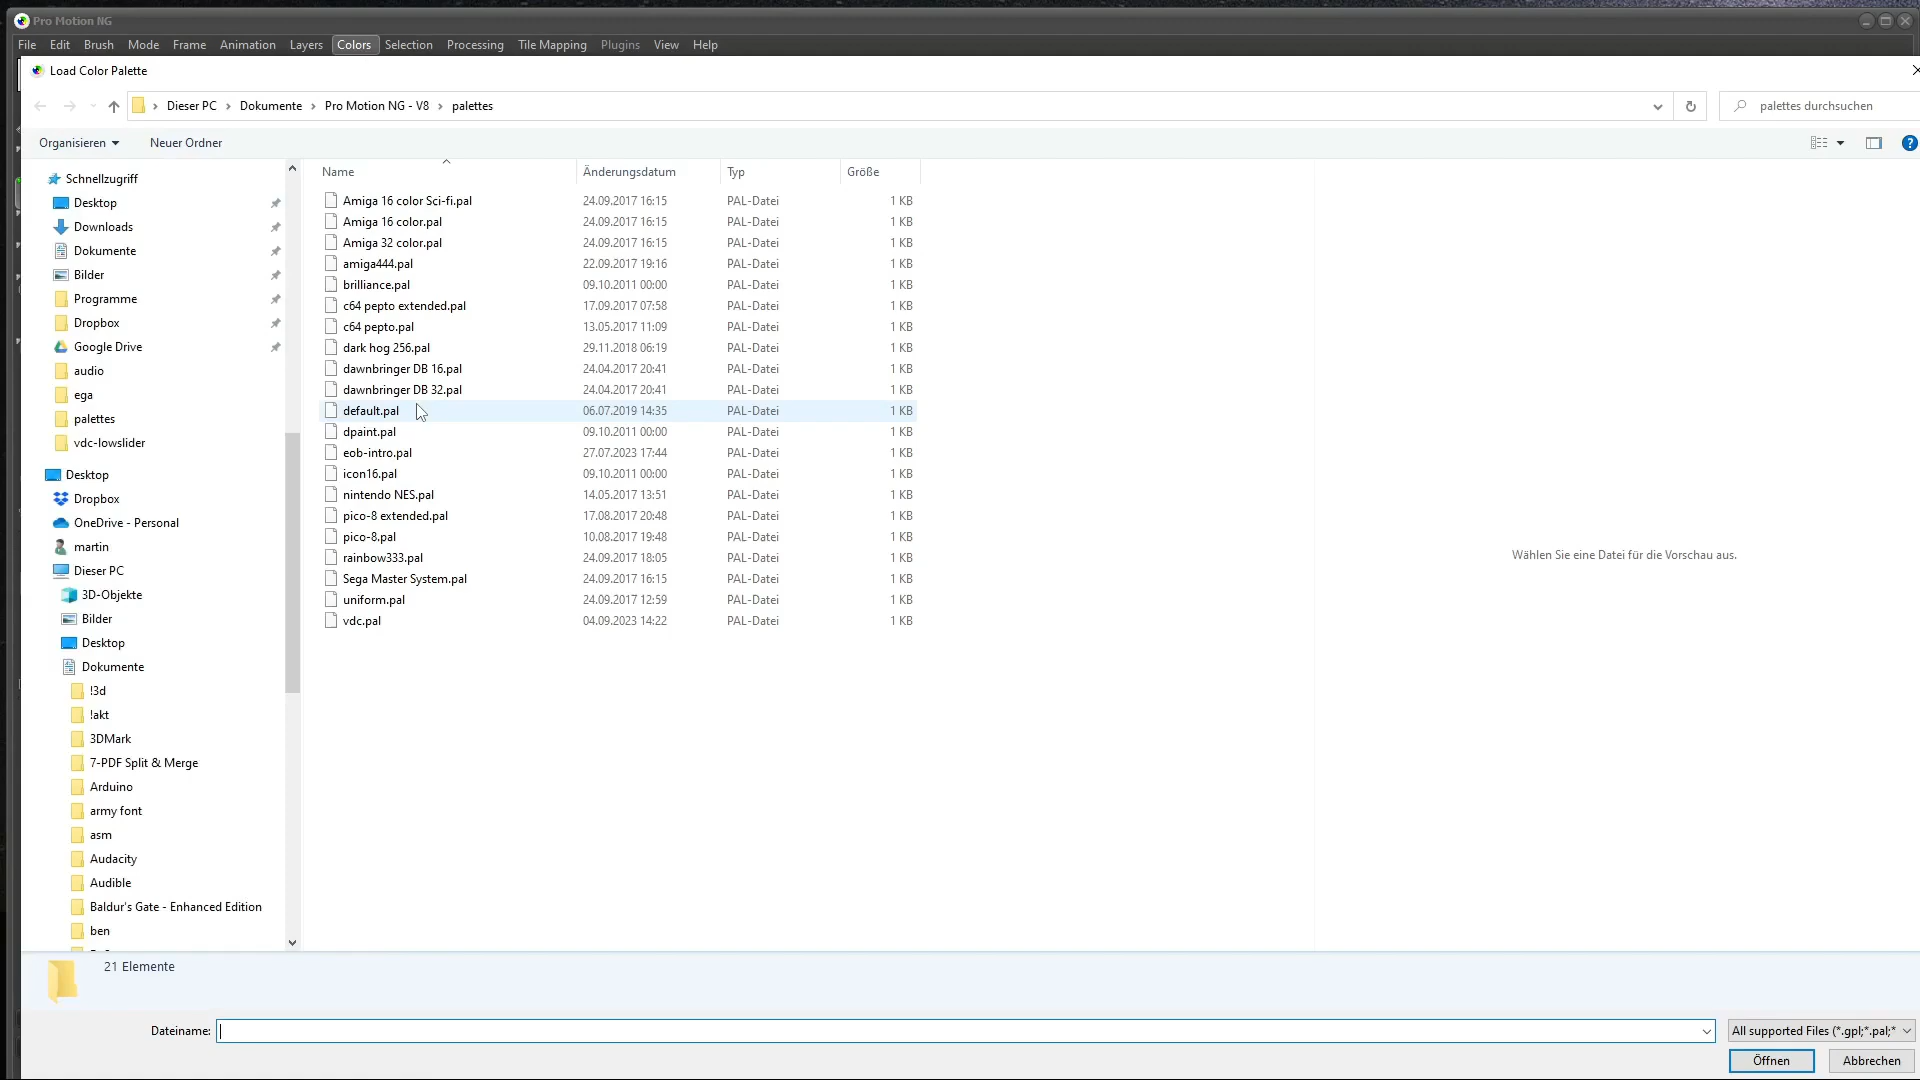 Pro Motion NG
File Edit Brush Mode Frame Animation Layers Colors Selection Processing Tile Mapping Plugins View Help
Load Color Palette
Dieser PC > Dokumente > Pro Motion NG - V8 > palettes
palettes durchsuchen
Organisieren
Neuer Ordner
Schnellzugriff
Desktop
Downloads
Dokumente
Bilder
Programme
Dropbox
Google Drive
audio
ega
palettes
vdc-lowslider
Desktop
Dropbox
OneDrive - Personal
martin
Dieser PC
3D-Objekte
Bilder
Desktop
Dokumente
!3d
!akt
3DMark
7-PDF Split & Merge
Arduino
army font
asm
Audacity
Audible
Baldur's Gate - Enhanced Edition
ben
Name Änderungsdatum Typ Größe
Amiga 16 color Sci-fi.pal 24.09.2017 16:15 PAL-Datei 1 KB
Amiga 16 color.pal 24.09.2017 16:15 PAL-Datei 1 KB
Amiga 32 color.pal 24.09.2017 16:15 PAL-Datei 1 KB
amiga444.pal 22.09.2017 19:16 PAL-Datei 1 KB
brilliance.pal 09.10.2011 00:00 PAL-Datei 1 KB
c64 pepto extended.pal 17.09.2017 07:58 PAL-Datei 1 KB
c64 pepto.pal 13.05.2017 11:09 PAL-Datei 1 KB
dark hog 256.pal 29.11.2018 06:19 PAL-Datei 1 KB
dawnbringer DB 16.pal 24.04.2017 20:41 PAL-Datei 1 KB
dawnbringer DB 32.pal 24.04.2017 20:41 PAL-Datei 1 KB
default.pal 06.07.2019 14:35 PAL-Datei 1 KB
dpaint.pal 09.10.2011 00:00 PAL-Datei 1 KB
eob-intro.pal 27.07.2023 17:44 PAL-Datei 1 KB
icon16.pal 09.10.2011 00:00 PAL-Datei 1 KB
nintendo NES.pal 14.05.2017 13:51 PAL-Datei 1 KB
pico-8 extended.pal 17.08.2017 20:48 PAL-Datei 1 KB
pico-8.pal 10.08.2017 19:48 PAL-Datei 1 KB
rainbow333.pal 24.09.2017 18:05 PAL-Datei 1 KB
Sega Master System.pal 24.09.2017 16:15 PAL-Datei 1 KB
uniform.pal 24.09.2017 12:59 PAL-Datei 1 KB
vdc.pal 04.09.2023 14:22 PAL-Datei 1 KB
Wählen Sie eine Datei für die Vorschau aus.
21 Elemente
Dateiname:
All supported Files (*.gpl;*.pal;*
Öffnen
Abbrechen